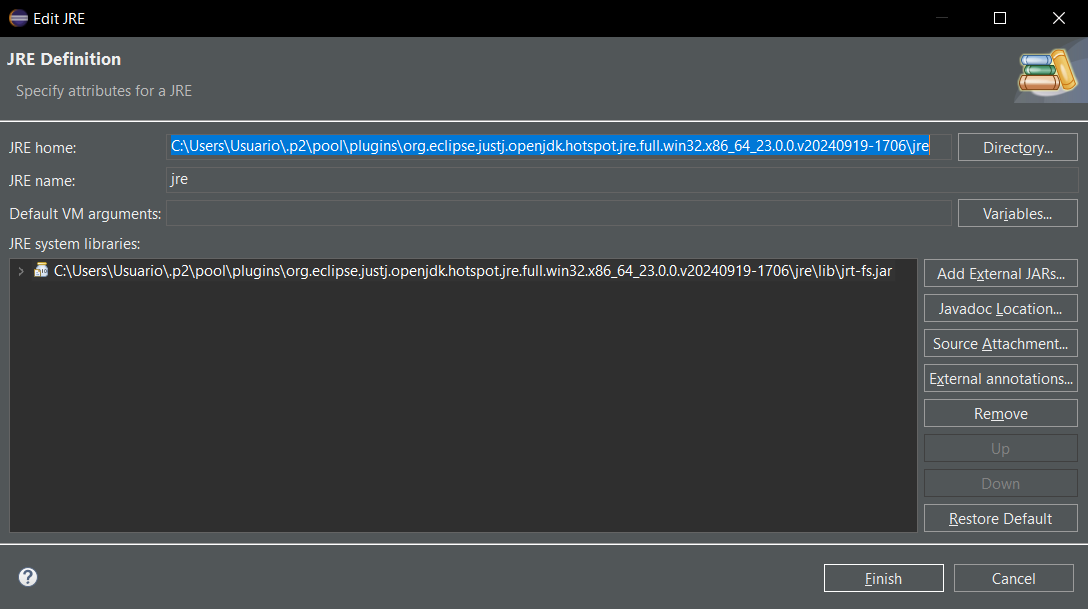 Edit JRE
JRE Definition
Specify attributes for a JRE
JRE home:
C:\Users\Usuario\.p2\pool\plugins\org.eclipse.justj.openjdk.hotspot.jre.full.win32.x86_64_23.0.0.v20240919-1706\jre
Directory...
JRE name:
jre
Default VM arguments:
Variables...
JRE system libraries:
C:\Users\Usuario\.p2\pool\plugins\org.eclipse.justj.openjdk.hotspot.jre.full.win32.x86_64_23.0.0.v20240919-1706\jre\lib\jrt-fs.jar
Add External JARs...
Javadoc Location...
Source Attachment...
External annotations...
Remove
Up
Down
Restore Default
?
Finish
Cancel